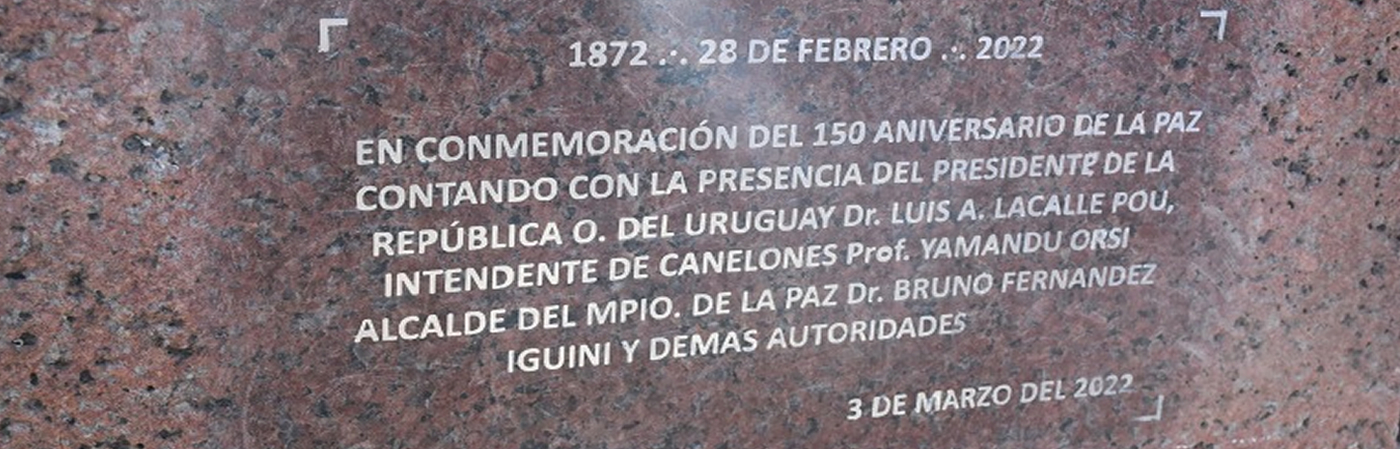 1872 .·. 28 DE FEBRERO .·. 2022
EN CONMEMORACIÓN DEL 150 ANIVERSARIO DE LA PAZ
CONTANDO CON LA PRESENCIA DEL PRESIDENTE DE LA
REPÚBLICA O. DEL URUGUAY Dr. LUIS A. LACALLE POU,
INTENDENTE DE CANELONES Prof. YAMANDU ORSI
ALCALDE DEL MPIO. DE LA PAZ Dr. BRUNO FERNANDEZ
IGUINI Y DEMAS AUTORIDADES
3 DE MARZO DEL 2022